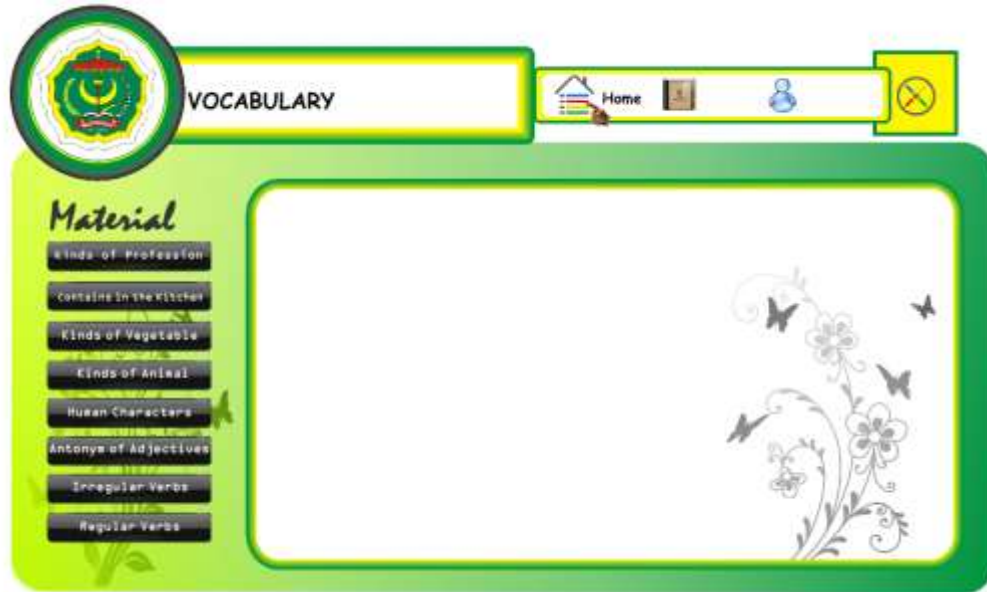 VOCABULARY
Home
Material
Kinds of Profession
Contains in the Kitchen
Kinds of Vegetable
Kinds of Animal
Human Characters
Antonym of Adjectives
Irregular Verbs
Regular Verbs